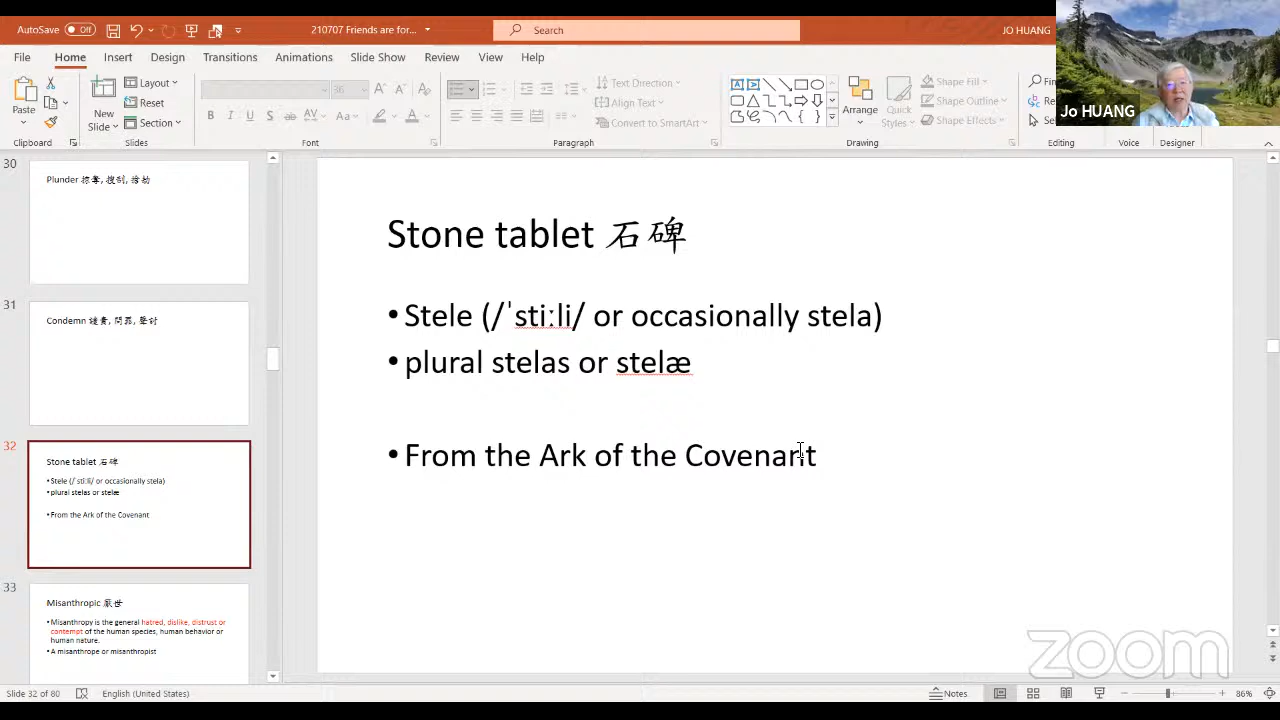 AutoSave Off
210707 Friends are for...
Search
JO HUANG
File Home Insert Design Transitions Animations Slide Show Review View Help
Paste
New Slide
Layout
Reset
Section
36
Text Direction
Align Text
Convert to SmartArt
Arrange
Quick Styles
Shape Fill
Shape Outline
Shape Effects
Jo HUANG
Clipboard Slides Font Paragraph Drawing Editing Voice Designer
30
Plunder 掠奪, 搜刮, 搶劫
31
Condemn 譴責, 問罪, 聲討
32
Stone tablet 石碑
•Stele (/ˈstiːli/ or occasionally stela)
•plural stelas or stelæ
•From the Ark of the Covenant
33
Misanthropic 厭世
•Misanthropy is the general hatred, dislike, distrust or
contempt of the human species, human behavior or
human nature.
•A misanthrope or misanthropist
Stone tablet 石碑
•Stele (/ˈstiːli/ or occasionally stela)
•plural stelas or stelæ
•From the Ark of the Covenant
zoom
Slide 32 of 80 English (United States) Notes 86%